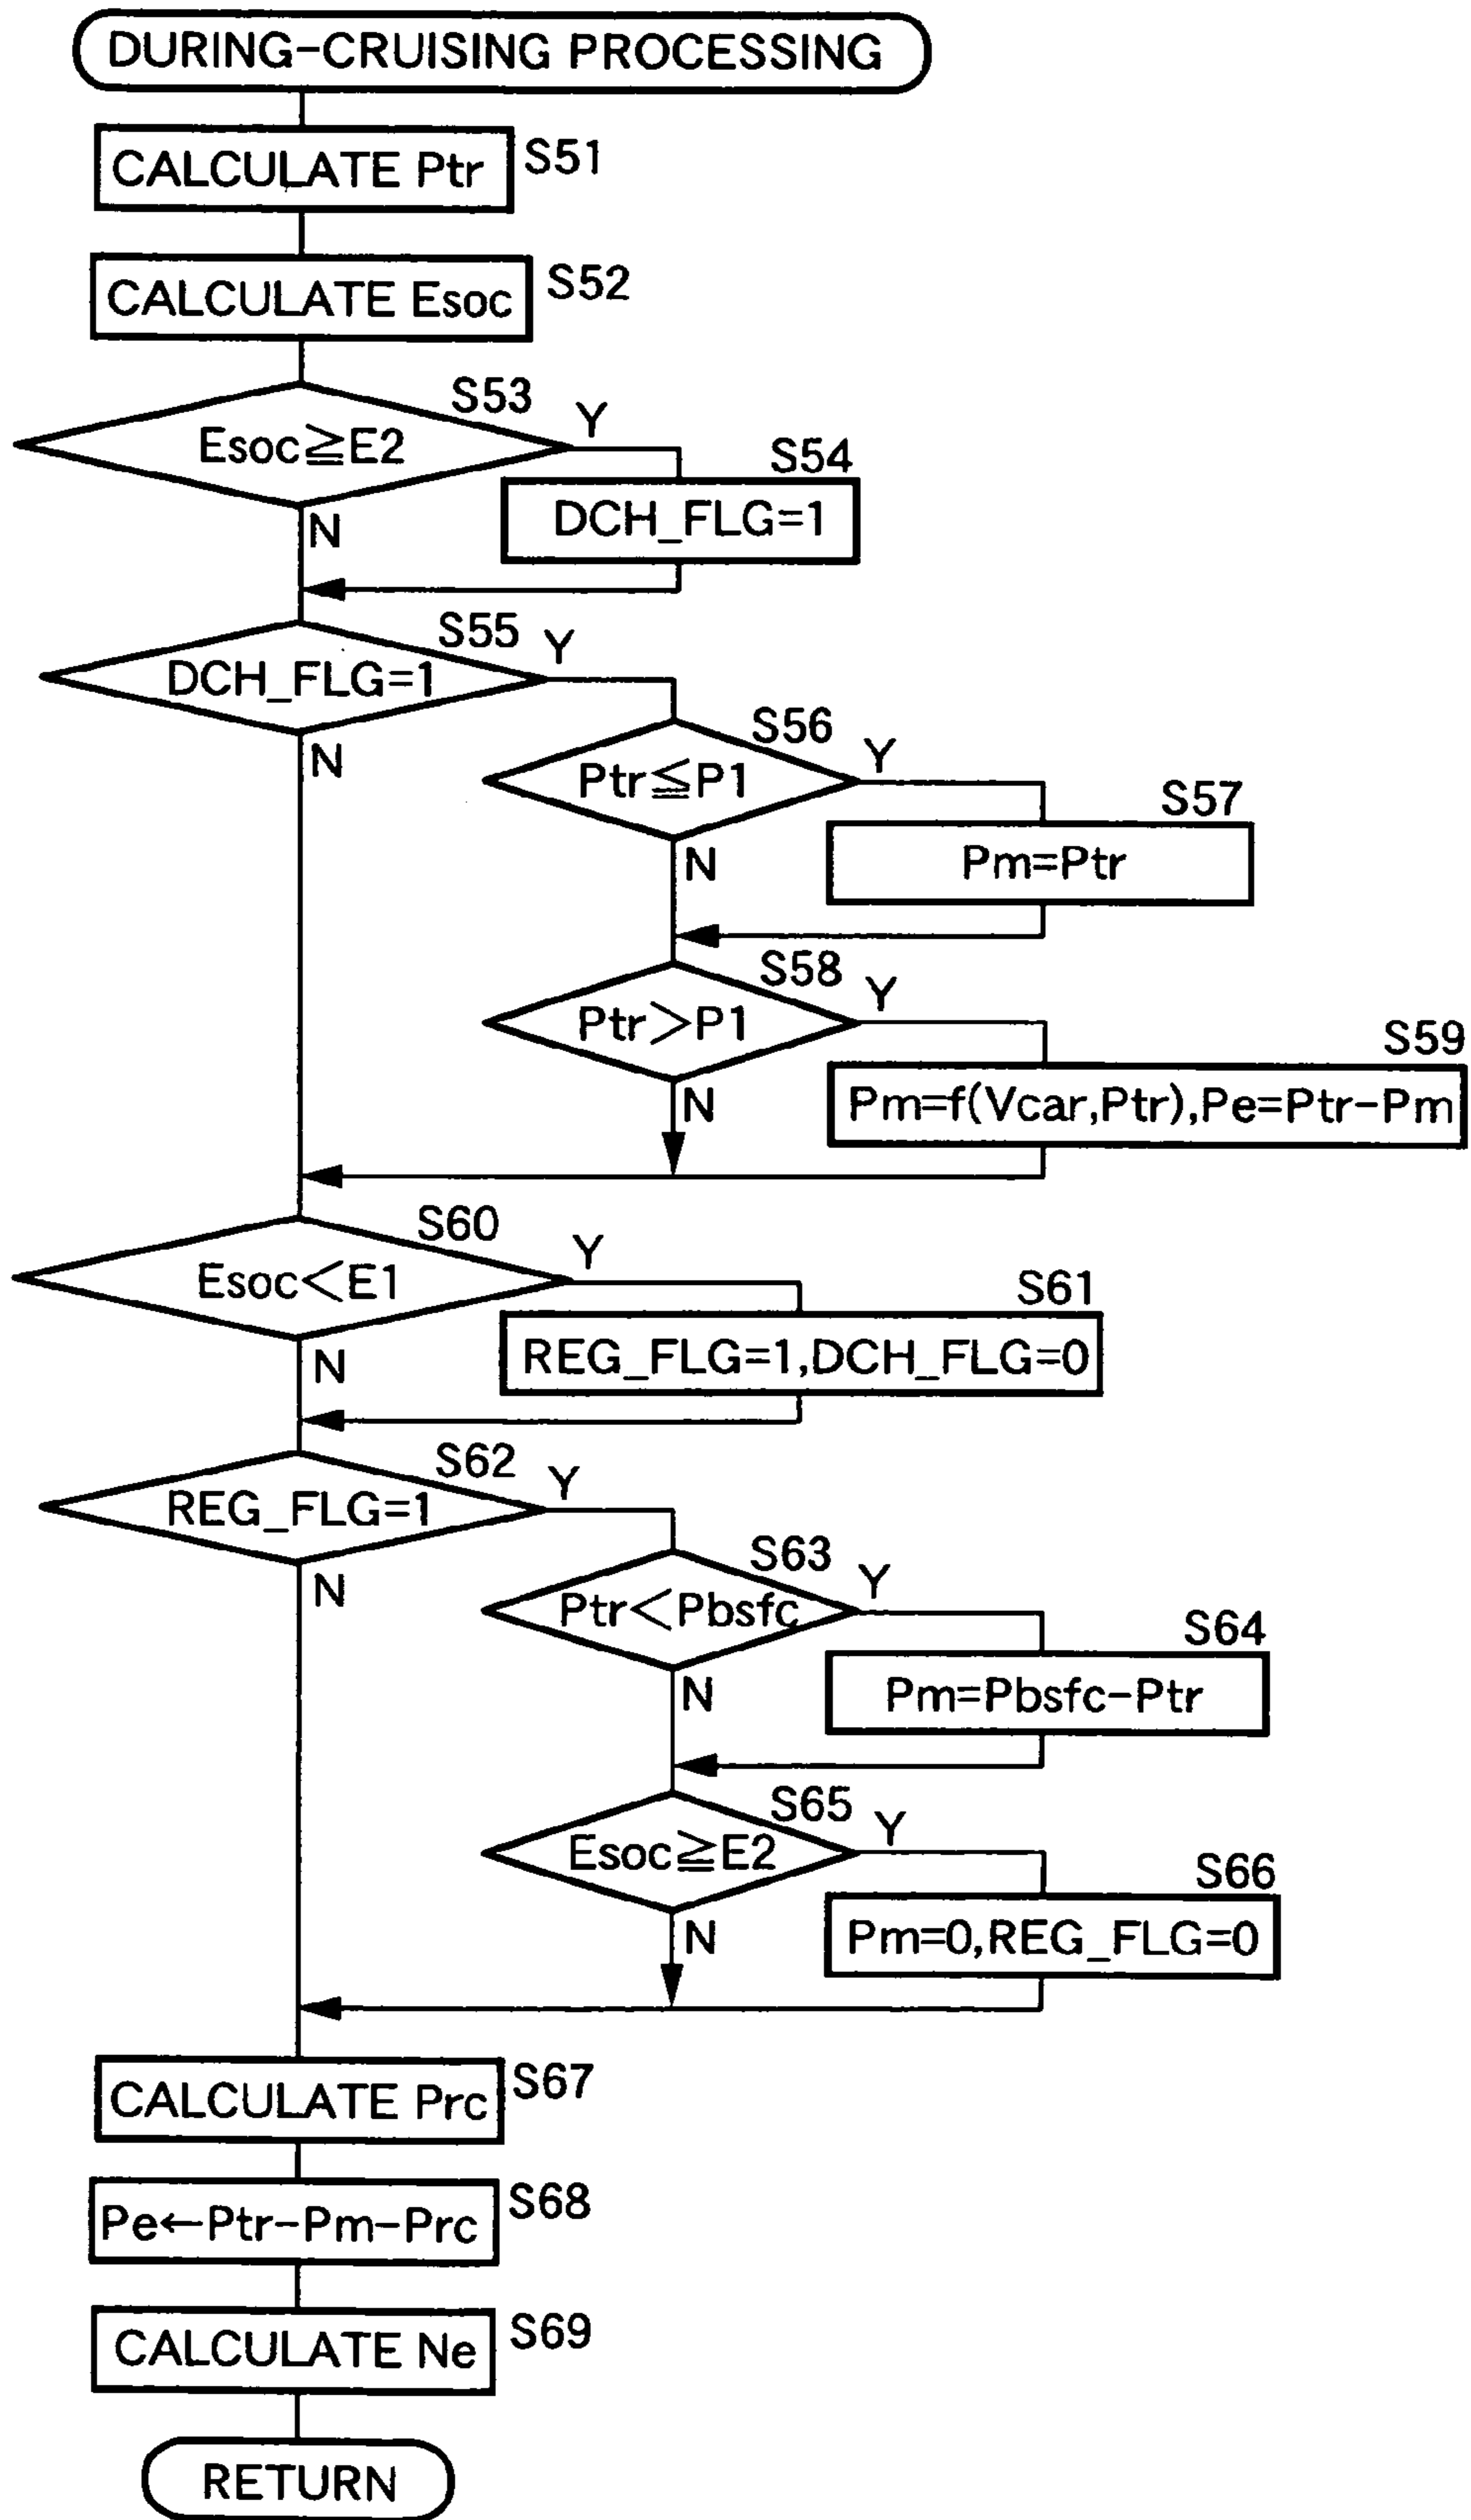 DURING-CRUISING PROCESSING
CALCULATE Ptr
S51
CALCULATE Esoc
S52
S53
Esoc≧E2
Y
N
S54
DCH_FLG=1
S55
DCH_FLG=1
Y
N
S56
Ptr≦P1
Y
N
S57
Pm=Ptr
S58
Ptr>P1
Y
N
S59
Pm=f(Vcar,Ptr),Pe=Ptr-Pm
S60
Esoc<E1
Y
N
S61
REG_FLG=1,DCH_FLG=0
S62
REG_FLG=1
Y
N
S63
Ptr<Pbsfc
Y
N
S64
Pm=Pbsfc-Ptr
S65
Esoc≧E2
Y
N
S66
Pm=0,REG_FLG=0
CALCULATE Prc
S67
Pe←Ptr-Pm-Prc
S68
CALCULATE Ne
S69
RETURN